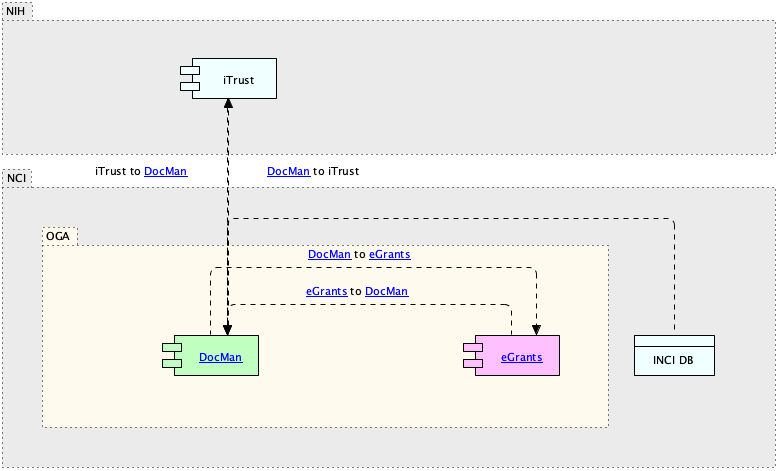 NIH
iTrust
iTrust to DocMan
DocMan to iTrust
NCI
OGA
DocMan to eGrants
eGrants to DocMan
DocMan
eGrants
INCI DB